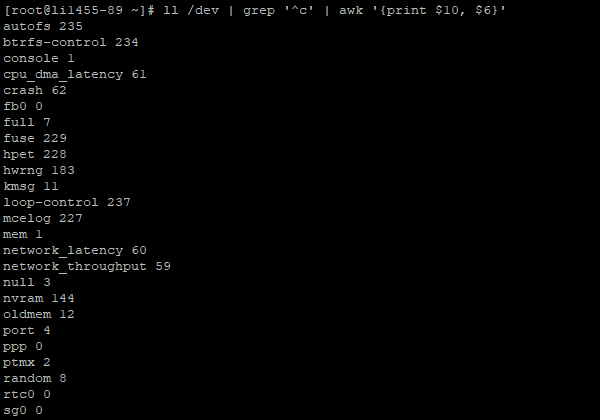 [root@li1455-89 ~]# ll /dev | grep '^c' | awk '{print $10, $6}'
autofs 235
btrfs-control 234
console 1
cpu_dma_latency 61
crash 62
fb0 0
full 7
fuse 229
hpet 228
hwrng 183
kmsg 11
loop-control 237
mcelog 227
mem 1
network_latency 60
network_throughput 59
null 3
nvram 144
oldmem 12
port 4
ppp 0
ptmx 2
random 8
rtc0 0
sg0 0